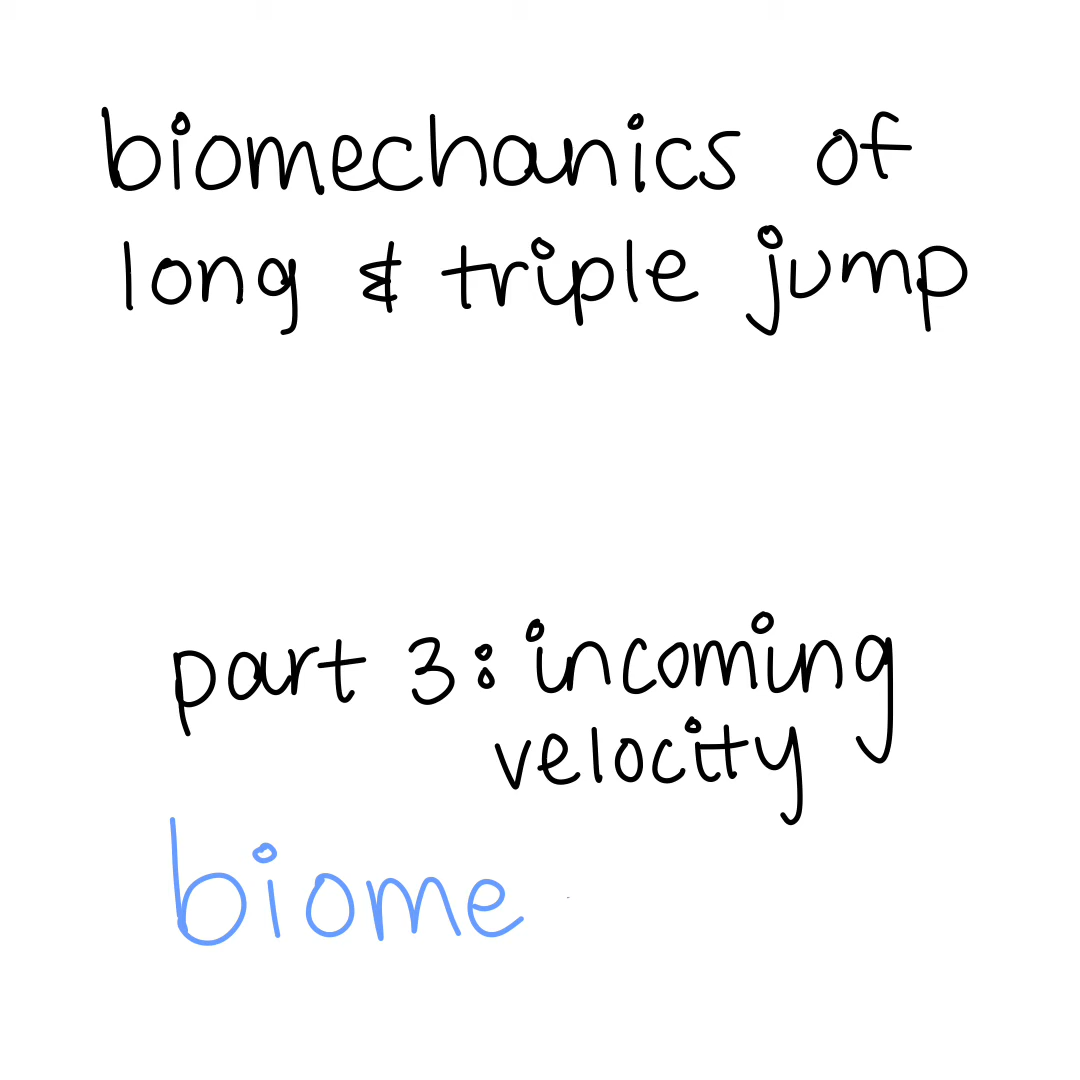 biomechanics of
long & triple jump
part 3: incoming
velocity
biome